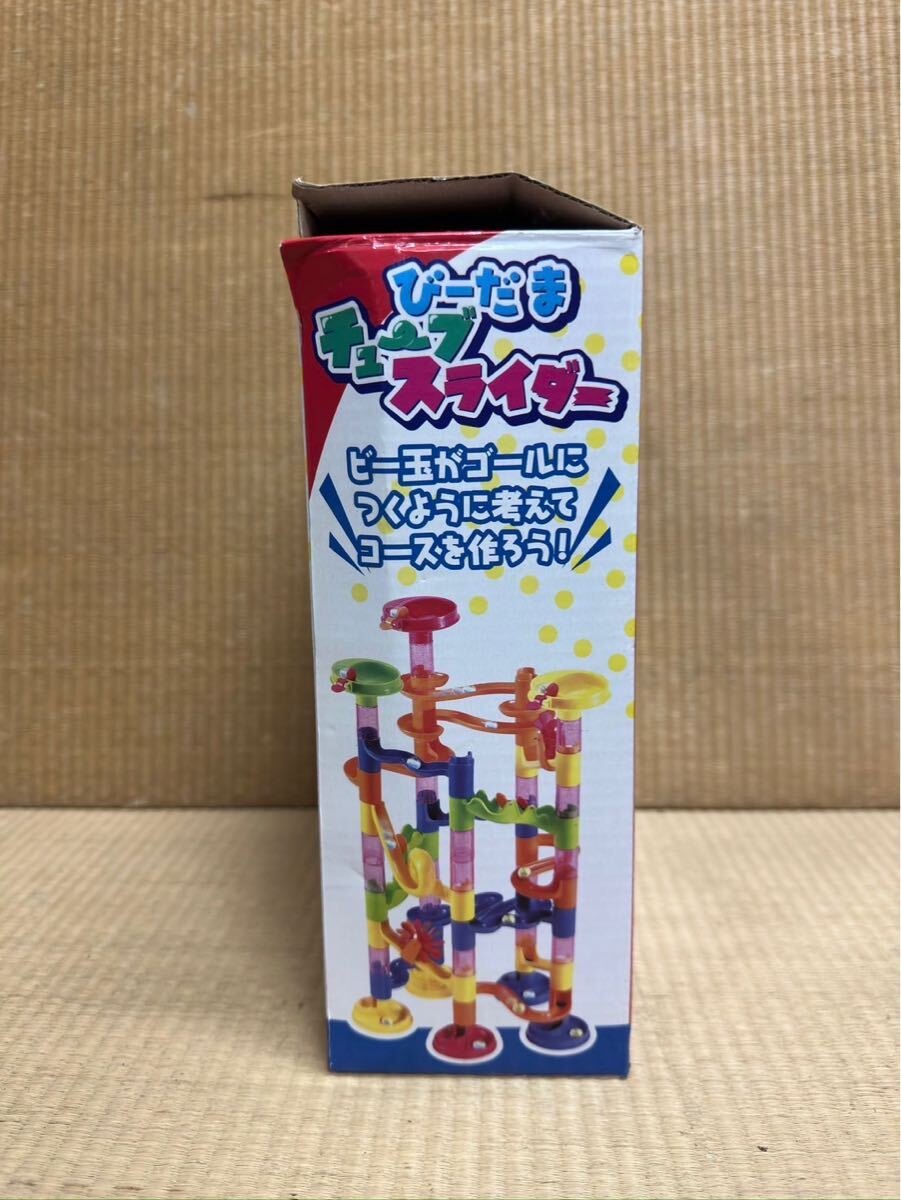 びーだま
チューブ
スライダー
ビー玉がゴールに
つくように考えて
コースを作ろう!